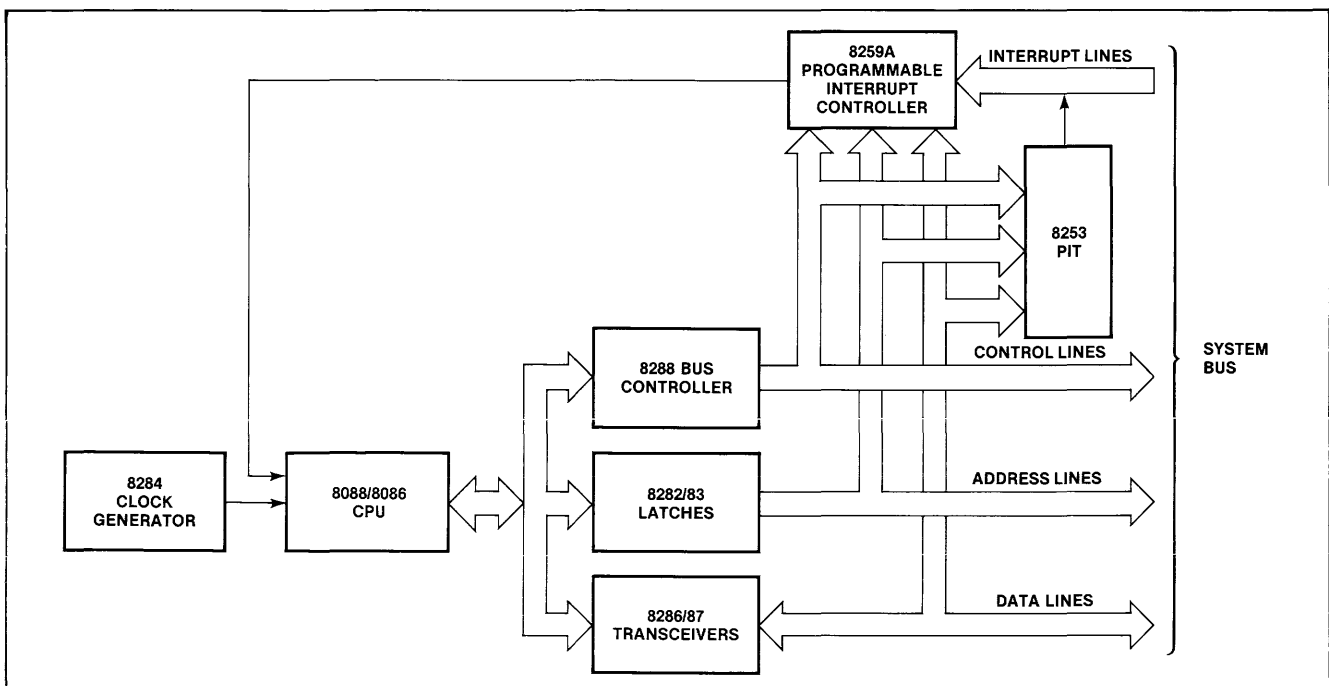 8259A
PROGRAMMABLE
INTERRUPT
CONTROLLER
INTERRUPT LINES
8253
PIT
CONTROL LINES
SYSTEM
BUS
8288 BUS
CONTROLLER
8284
CLOCK
GENERATOR
8088/8086
CPU
8282/83
LATCHES
ADDRESS LINES
8286/87
TRANSCEIVERS
DATA LINES